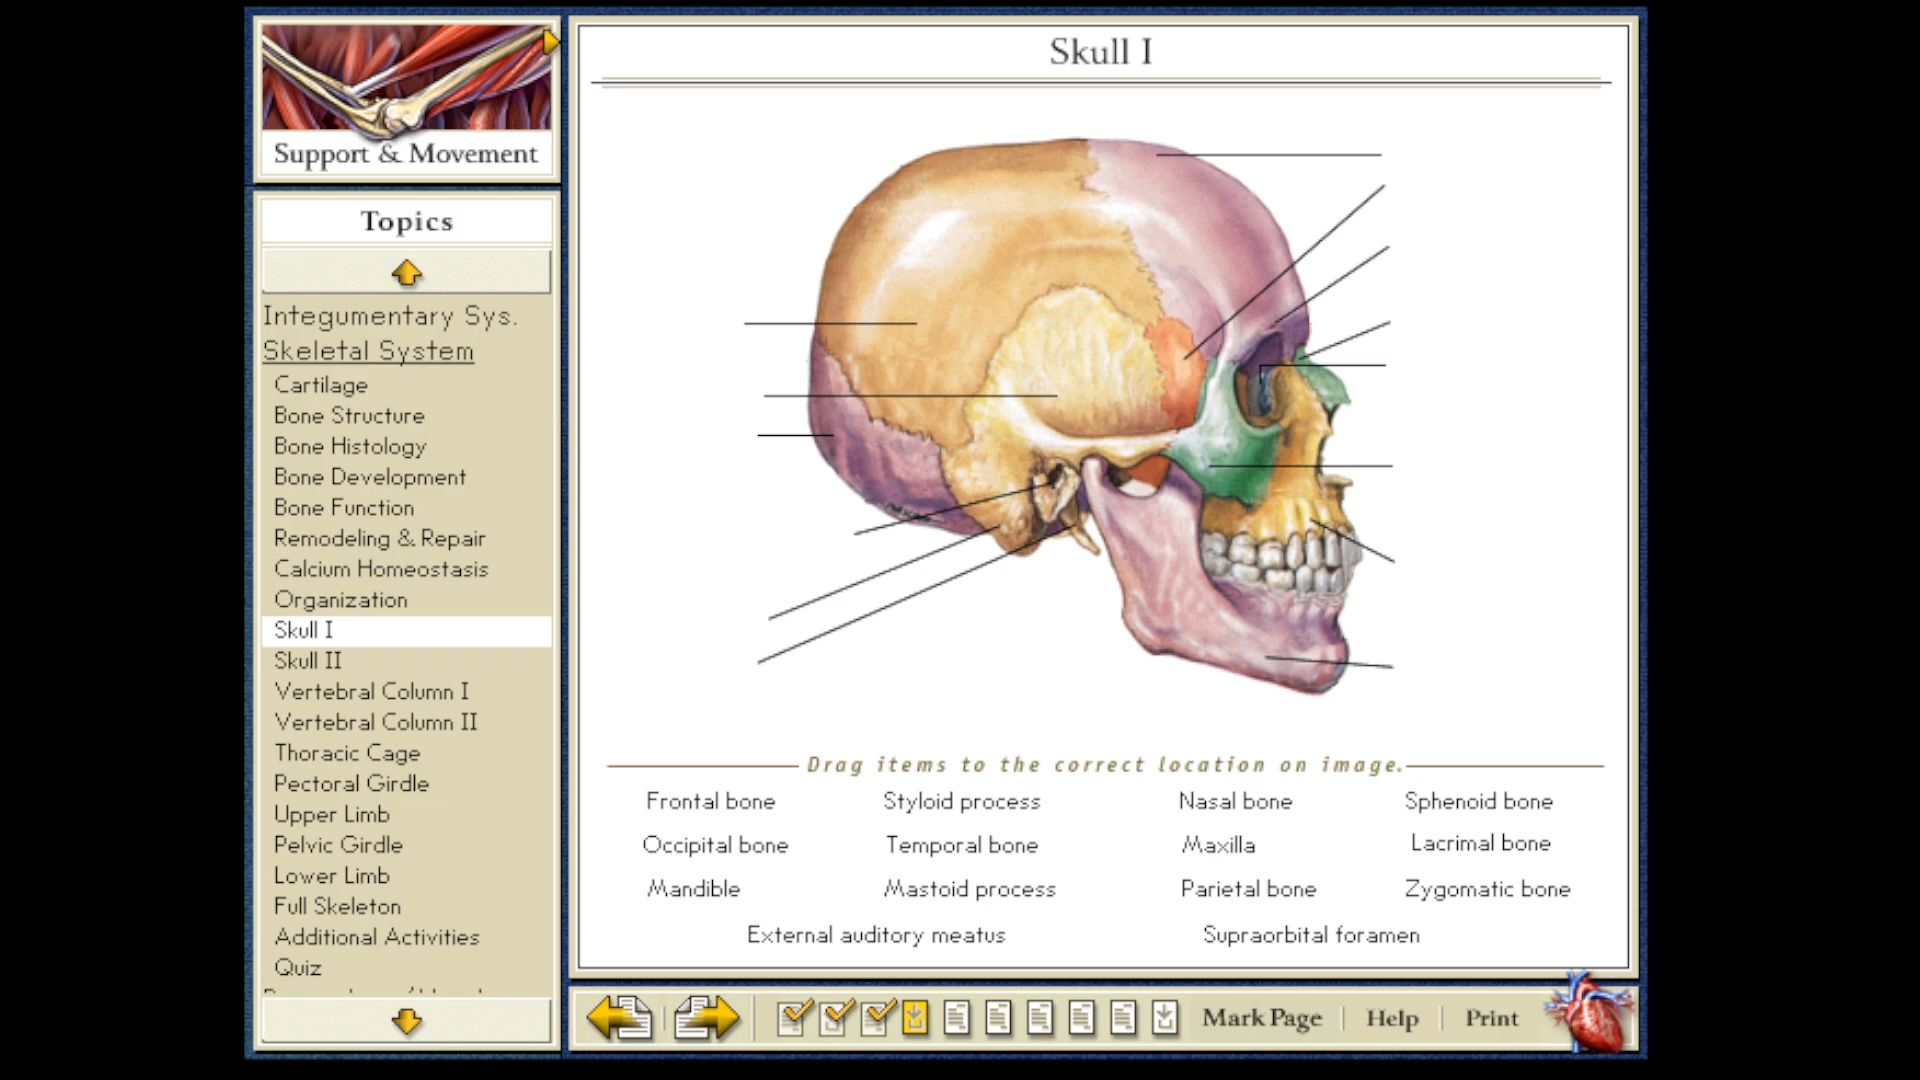 Support & Movement
Topics
Integumentary Sys.
Skeletal System
Cartilage
Bone Structure
Bone Histology
Bone Development
Bone Function
Remodeling & Repair
Calcium Homeostasis
Organization
Skull I
Skull II
Vertebral Column I
Vertebral Column II
Thoracic Cage
Pectoral Girdle
Upper Limb
Pelvic Girdle
Lower Limb
Full Skeleton
Additional Activities
Quiz
Skull I
Drag items to the correct location on image.
Frontal bone Styloid process Nasal bone Sphenoid bone
Occipital bone Temporal bone Maxilla Lacrimal bone
Mandible Mastoid process Parietal bone Zygomatic bone
External auditory meatus Supraorbital foramen
Mark Page | Help | Print